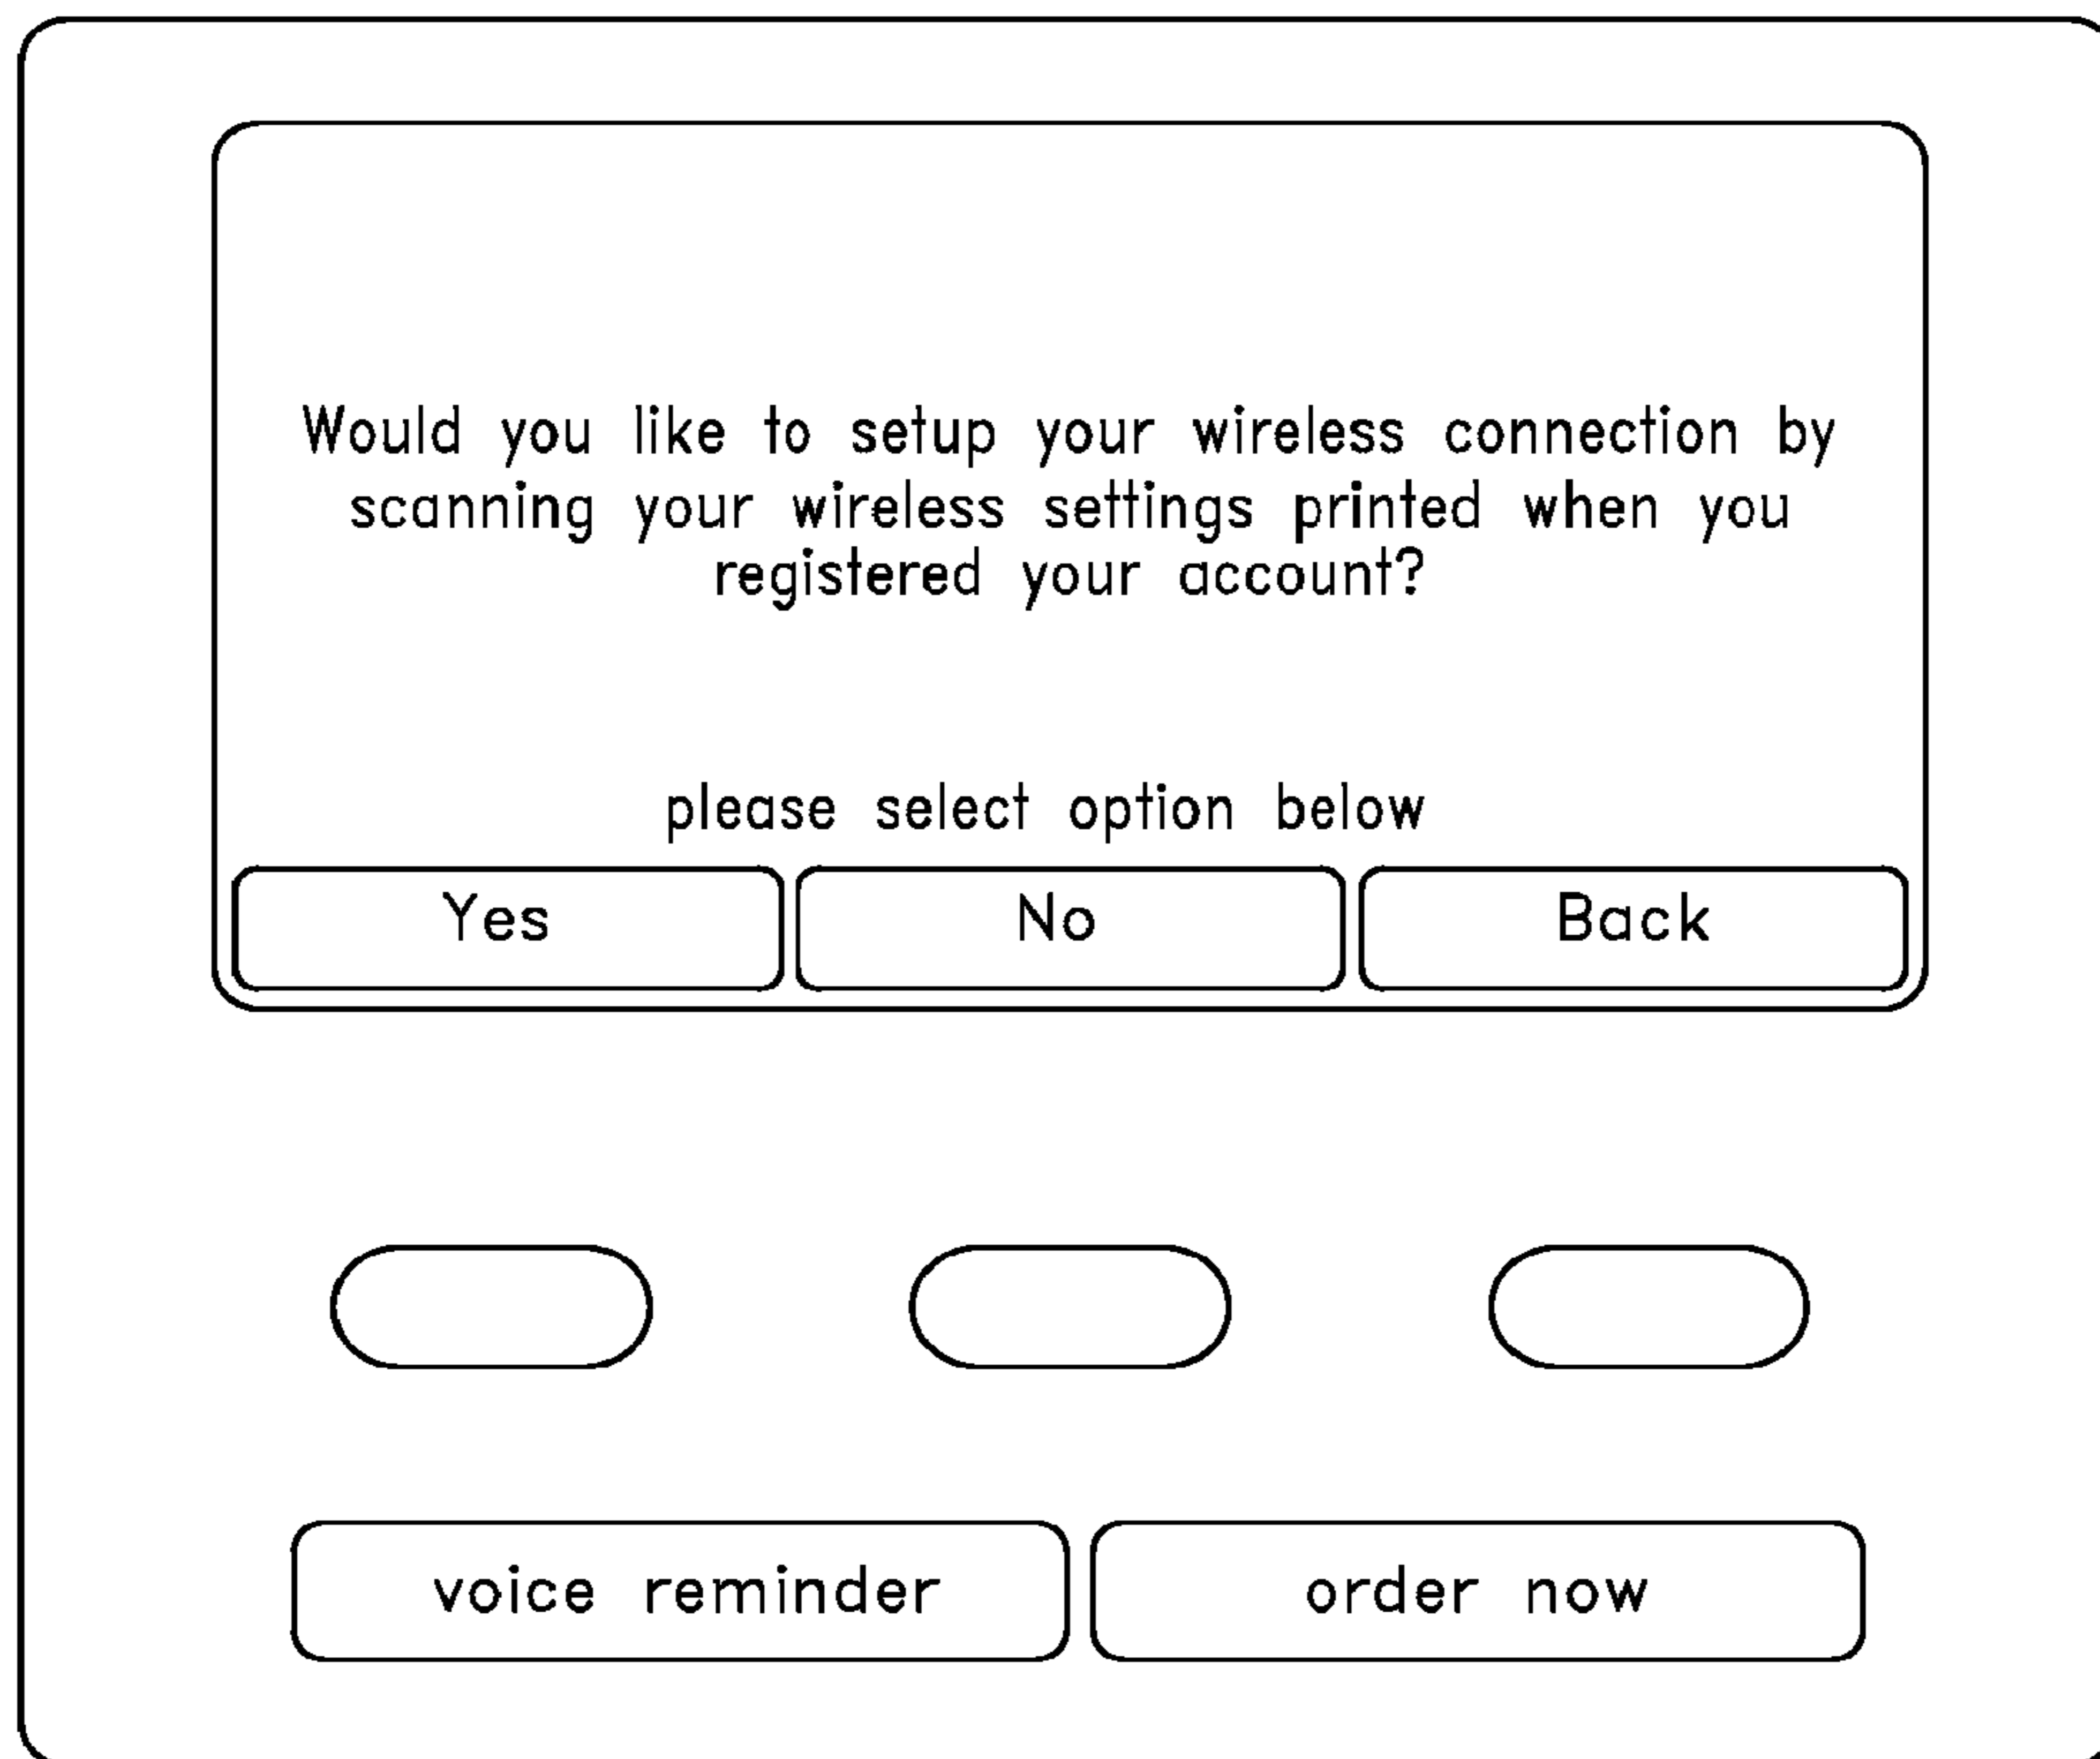 Would you like to setup your wireless connection by
scanning your wireless settings printed when you
registered your account?
please select option below
Yes No Back
voice reminder order now